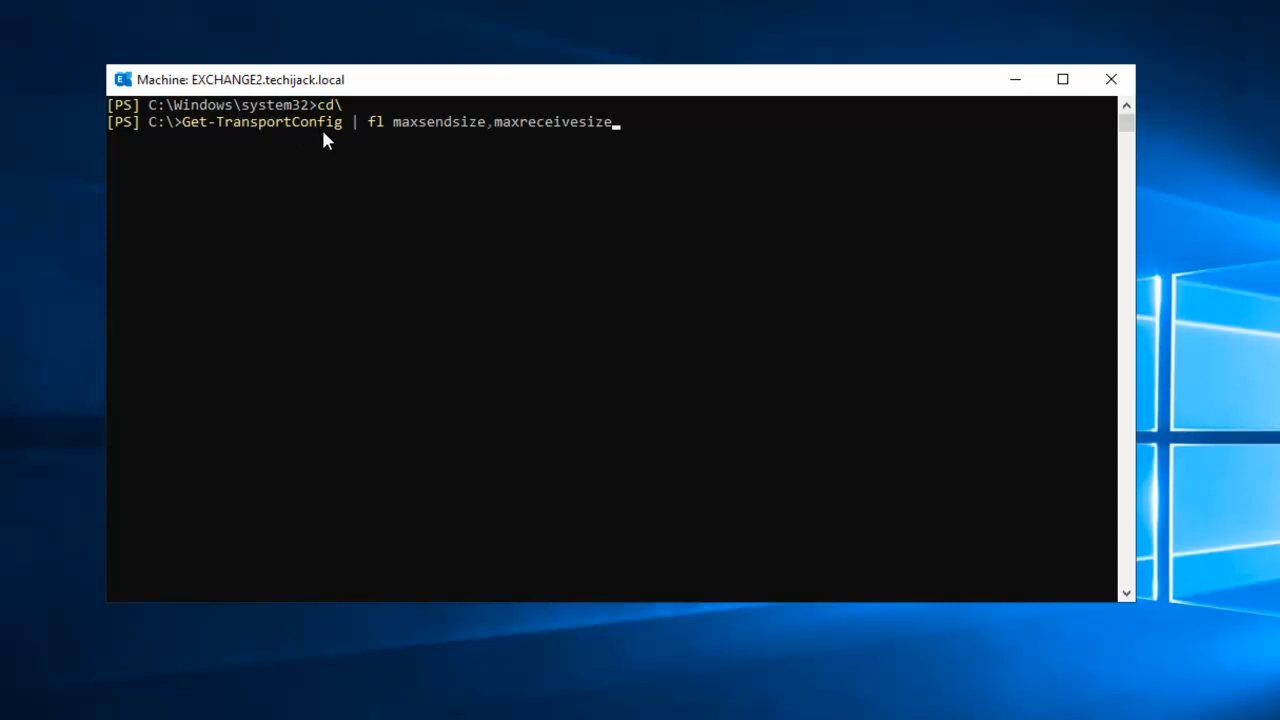 Machine: EXCHANGE2.techijack.local
[PS] C:\Windows\system32>cd\
[PS] C:\>Get-TransportConfig | fl maxsendsize,maxreceivesize